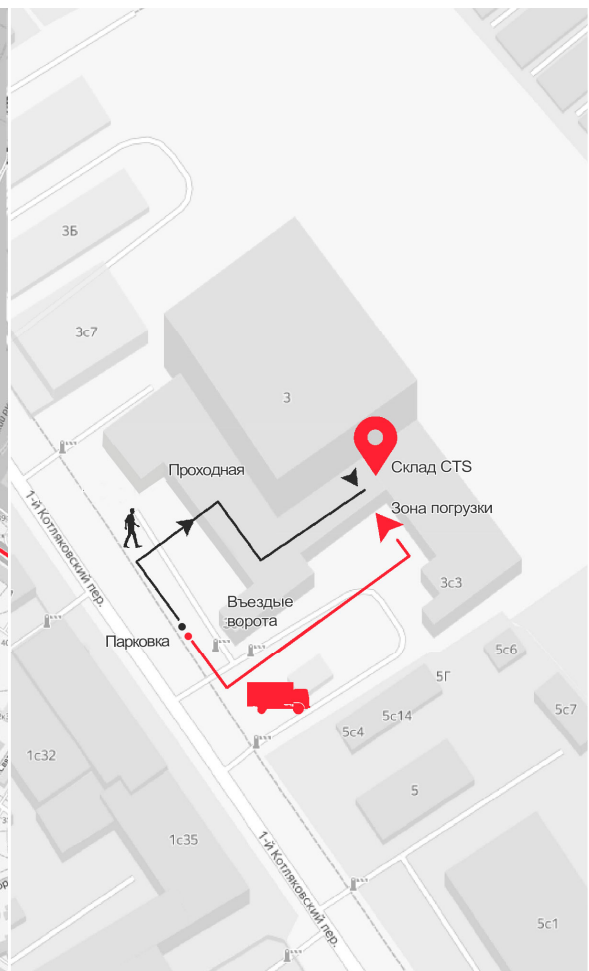 3Б
3с7
3
Склад CTS
Проходная
Зона погрузки
1-й Котляковский пер.
3с3
Въездые
ворота
Парковка
5с6
5Г
5с7
5с14
5с4
1с32
5
1с35
1-й Котляковский пер.
5с1